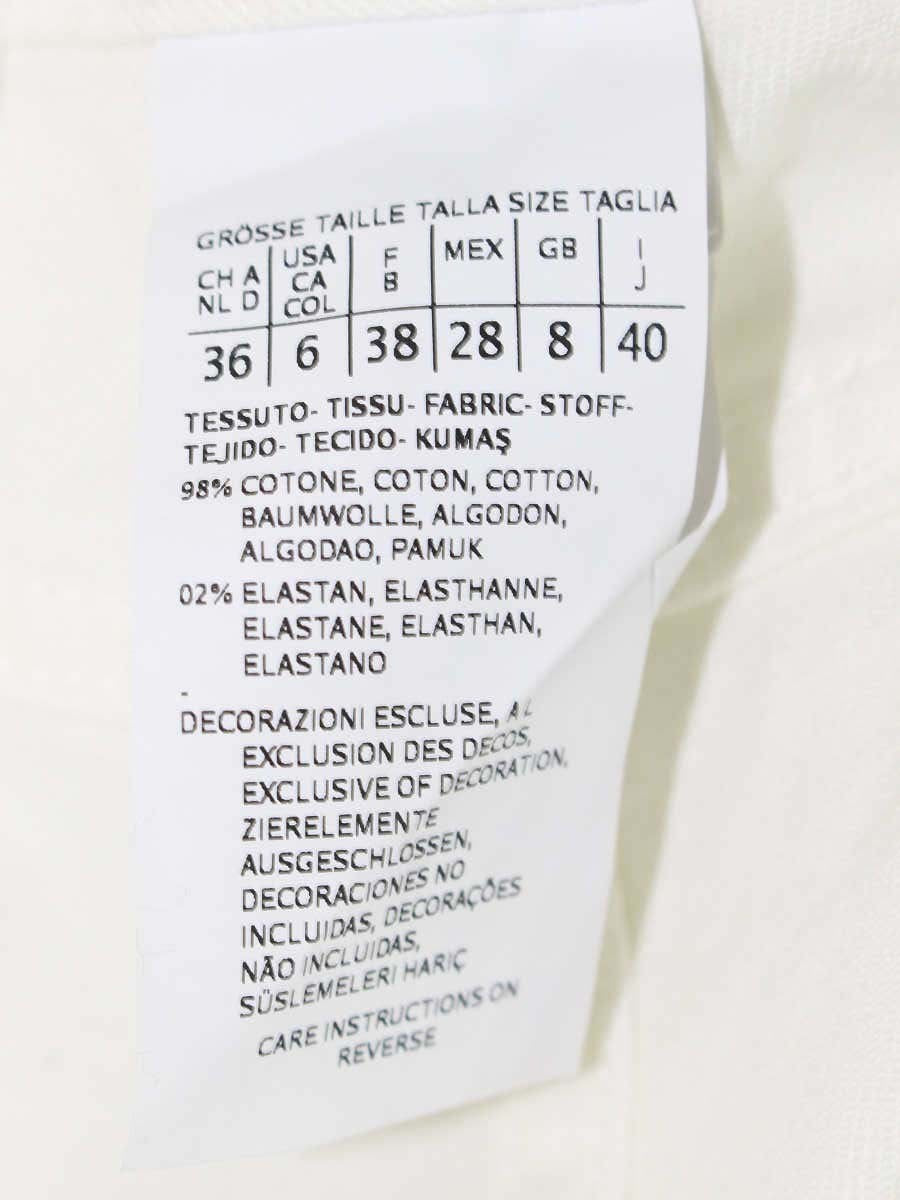 GRÖSSE TAILLE TALLA SIZE TAGLIA
CH A NL D USA CA COL F B MEX GB I J
36 6 38 28 8 40
TESSUTO- TISSU- FABRIC- STOFF-
TEJIDO- TECIDO- KUMAŞ
98% COTONE, COTON, COTTON,
BAUMWOLLE, ALGODON,
ALGODAO, PAMUK
02% ELASTAN, ELASTHANNE,
ELASTANE, ELASTHAN,
ELASTANO
-
DECORAZIONI ESCLUSE, A L
EXCLUSION DES DECOS,
EXCLUSIVE OF DECORATION,
ZIERELEMENTE
AUSGESCHLOSSEN,
DECORACIONES NO
INCLUIDAS, DECORAÇÕES
NÃO INCLUIDAS,
SÜSLEMELERI HARIÇ
CARE INSTRUCTIONS ON
REVERSE